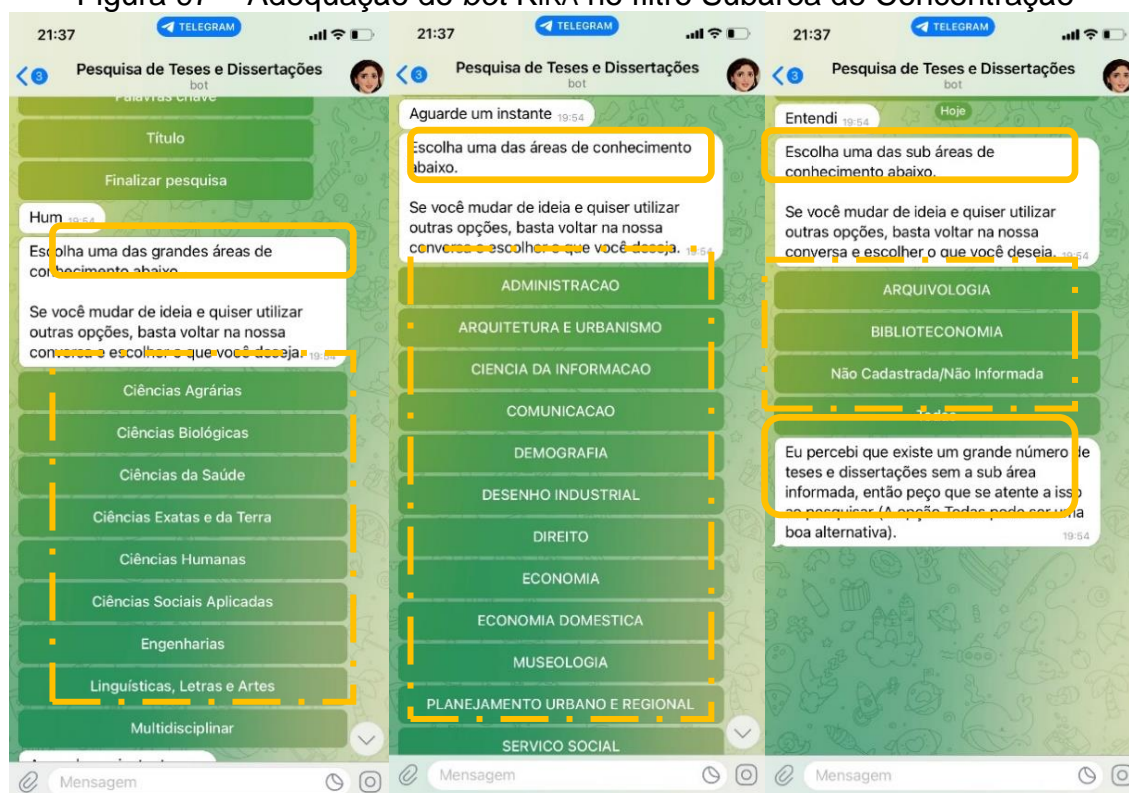 Adequação do bot KIRA no filtro Subársa de Concentração
21:37
TELEGRAM
3
Pesquisa de Teses e Dissertações
bot
Palavras chave
Título
Finalizar pesquisa
Hum 19:54
Escolha uma das grandes áreas de
conhecimento abaixo.
Se você mudar de ideia e quiser utilizar
outras opções, basta voltar na nossa
conversa e escolher o que você deseja. 19:54
Ciências Agrárias
Ciências Biológicas
Ciências da Saúde
Ciências Exatas e da Terra
Ciências Humanas
Ciências Sociais Aplicadas
Engenharias
Linguísticas, Letras e Artes
Multidisciplinar
Mensagem
21:37
TELEGRAM
3
Pesquisa de Teses e Dissertações
bot
Aguarde um instante 19:54
Escolha uma das áreas de conhecimento
abaixo.
Se você mudar de ideia e quiser utilizar
outras opções, basta voltar na nossa
conversa e escolher o que você deseja. 19:54
ADMINISTRACAO
ARQUITETURA E URBANISMO
CIENCIA DA INFORMACAO
COMUNICACAO
DEMOGRAFIA
DESENHO INDUSTRIAL
DIREITO
ECONOMIA
ECONOMIA DOMESTICA
MUSEOLOGIA
PLANEJAMENTO URBANO E REGIONAL
SERVICO SOCIAL
Mensagem
21:37
TELEGRAM
3
Pesquisa de Teses e Dissertações
bot
Hoje
Entendi 19:54
Escolha uma das sub áreas de
conhecimento abaixo.
Se você mudar de ideia e quiser utilizar
outras opções, basta voltar na nossa
conversa e escolher o que você deseja. 19:54
ARQUIVOLOGIA
BIBLIOTECONOMIA
Não Cadastrada/Não Informada
Todas
Eu percebi que existe um grande número de
teses e dissertações sem a sub área
informada, então peço que se atente a isso
ao pesquisar (A opção Todas pode ser uma
boa alternativa). 19:54
Mensagem